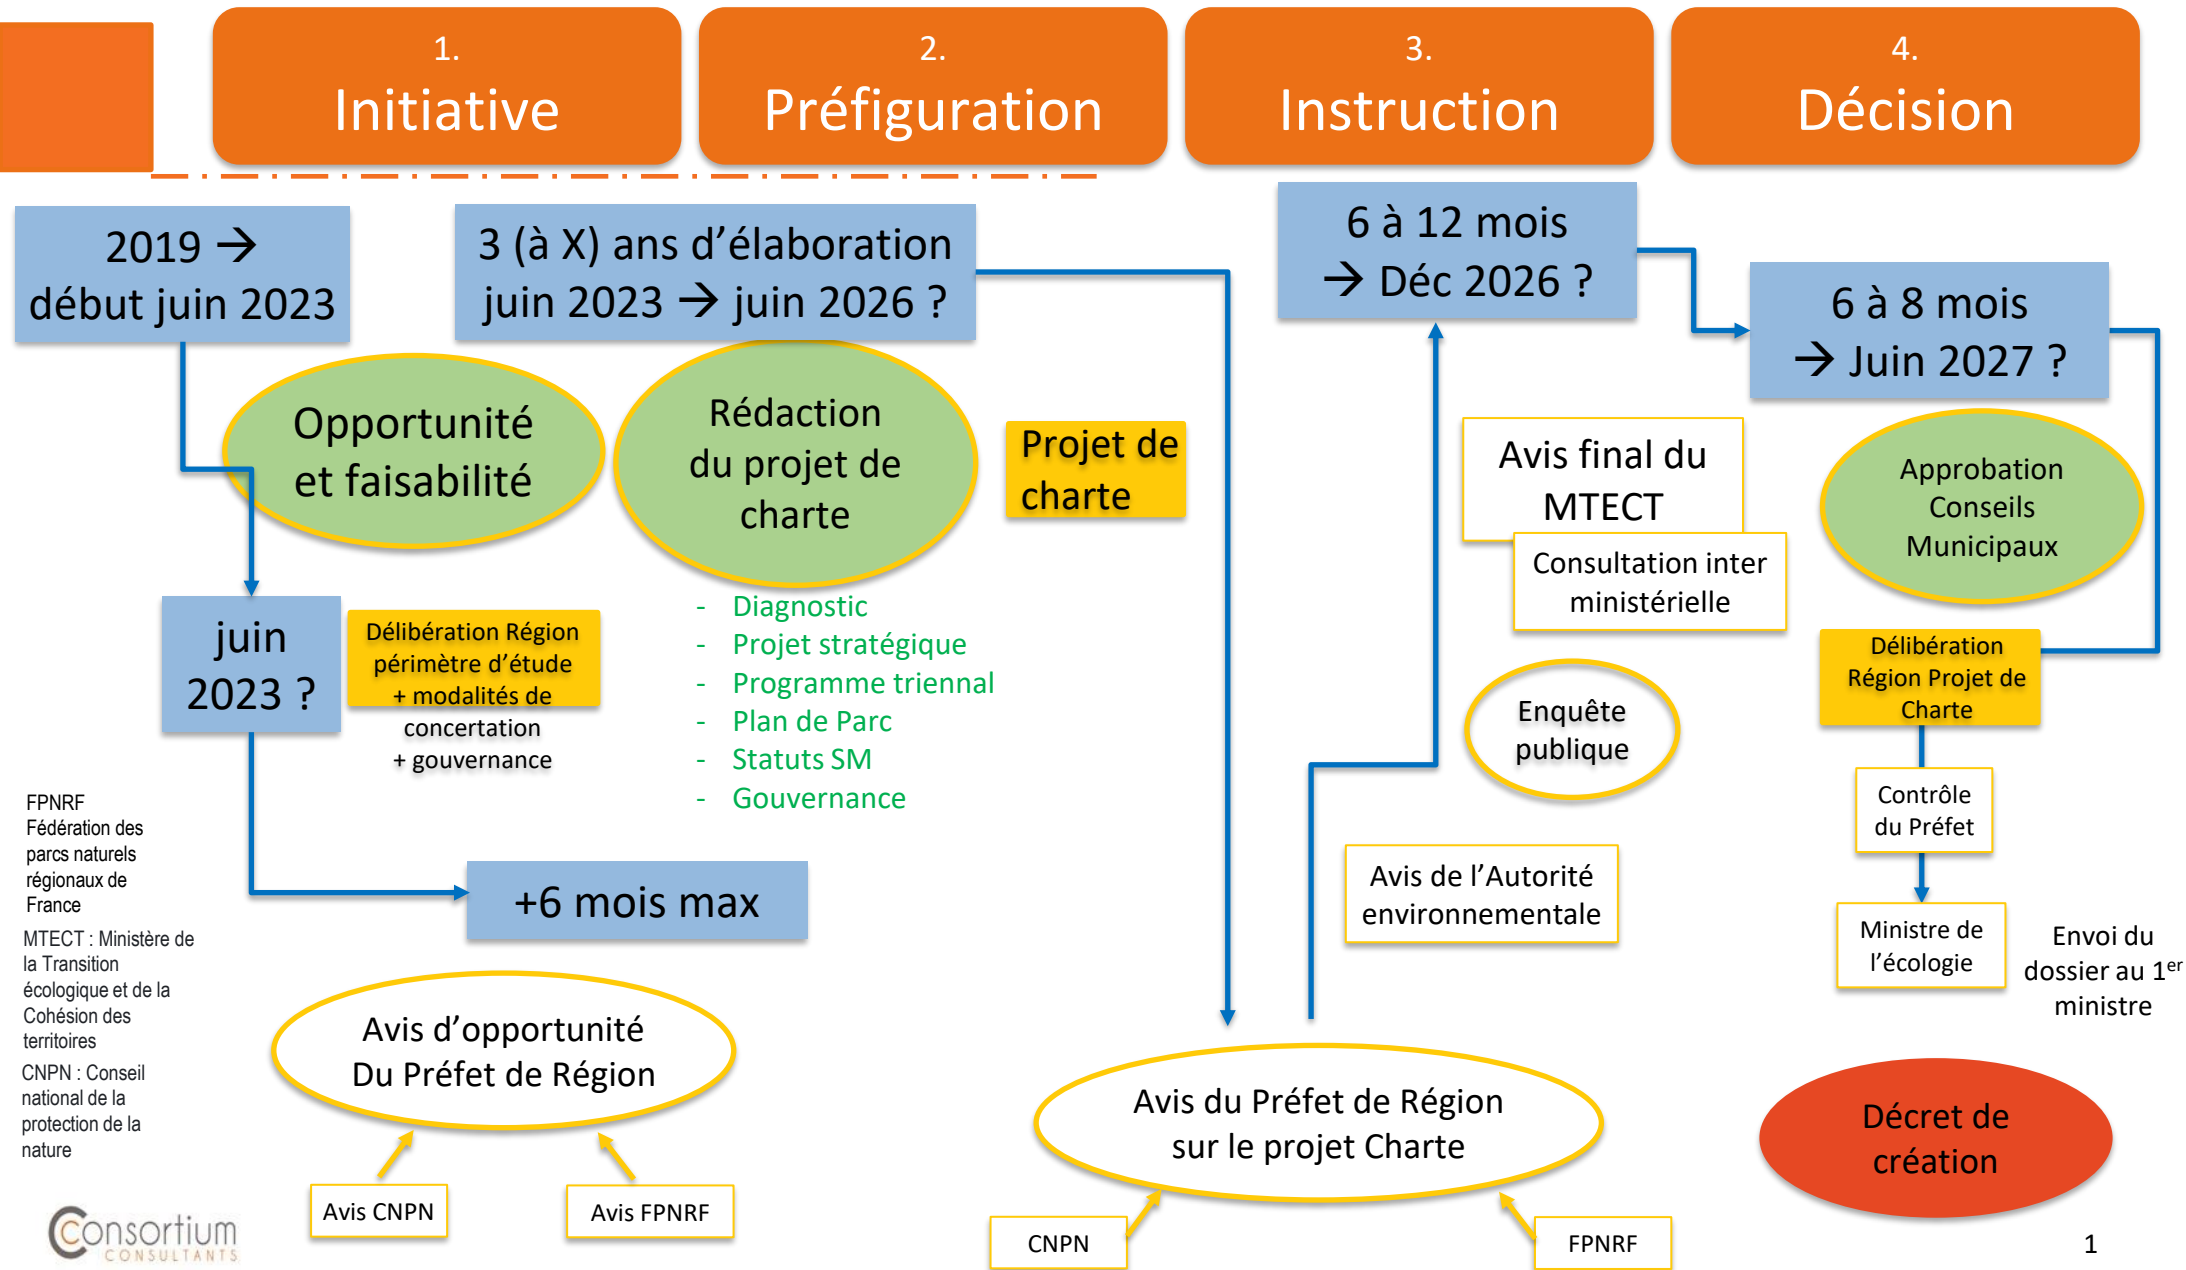 1.
Initiative
2.
Préfiguration
3.
Instruction
4.
Décision
2019 →
début juin 2023
3 (à X) ans d’élaboration
juin 2023 → juin 2026 ?
6 à 12 mois
→ Déc 2026 ?
6 à 8 mois
→ Juin 2027 ?
Opportunité
et faisabilité
Rédaction
du projet de
charte
Projet de
charte
Avis final du
MTECT
Consultation inter
ministérielle
Approbation
Conseils
Municipaux
juin
2023 ?
Délibération Région
périmètre d’étude
+ modalités de
concertation
+ gouvernance
- Diagnostic
- Projet stratégique
- Programme triennal
- Plan de Parc
- Statuts SM
- Gouvernance
Enquête
publique
Délibération
Région Projet de
Charte
Contrôle
du Préfet
FPNRF
Fédération des
parcs naturels
régionaux de
France
MTECT : Ministère de
la Transition
écologique et de la
Cohésion des
territoires
CNPN : Conseil
national de la
protection de la
nature
+6 mois max
Avis de l’Autorité
environnementale
Ministre de
l’écologie
Envoi du
dossier au 1er
ministre
Avis d’opportunité
Du Préfet de Région
Avis CNPN
Avis FPNRF
Avis du Préfet de Région
sur le projet Charte
CNPN
FPNRF
Décret de
création
Consortium
CONSULTANTS
1